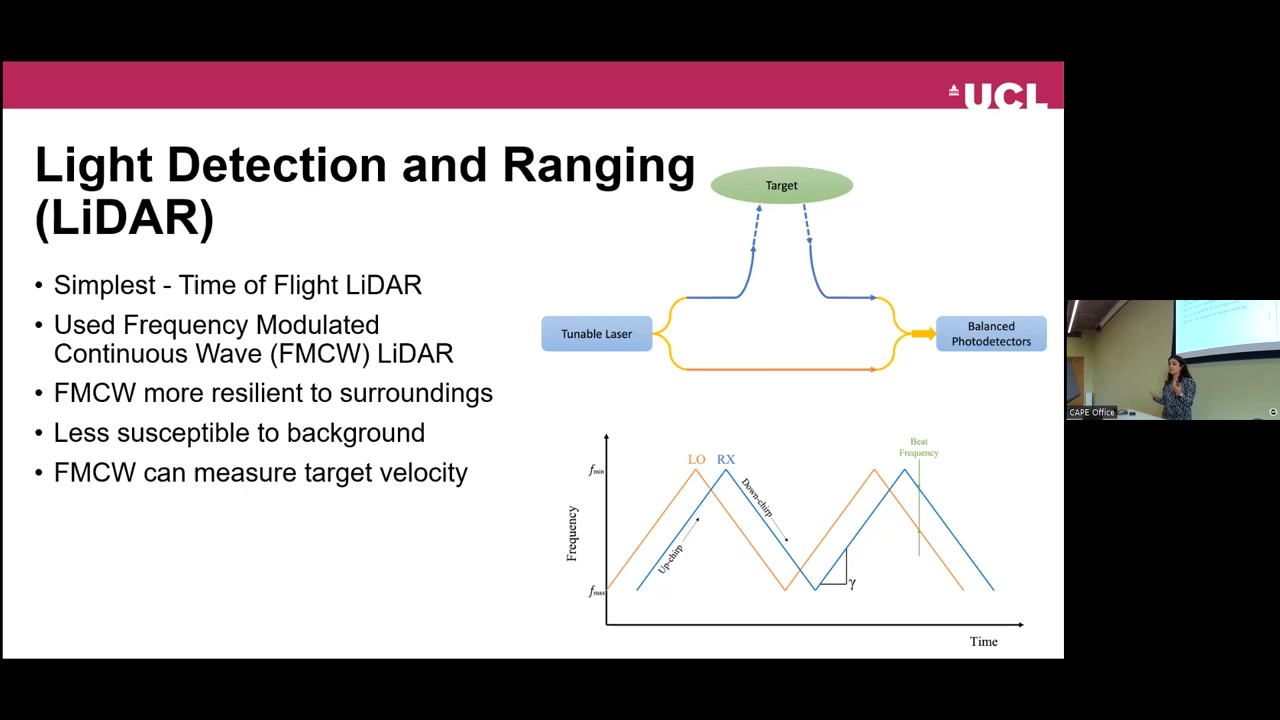 UCL
Light Detection and Ranging
(LiDAR)
• Simplest - Time of Flight LiDAR
• Used Frequency Modulated
Continuous Wave (FMCW) LiDAR
• FMCW more resilient to surroundings
• Less susceptible to background
• FMCW can measure target velocity
Target
Tunable Laser
Balanced
Photodetectors
Beat
Frequency
LO RX
fmin
Down-chirp
Frequency
Up-chirp
γ
fmax
Time
CAPE Office